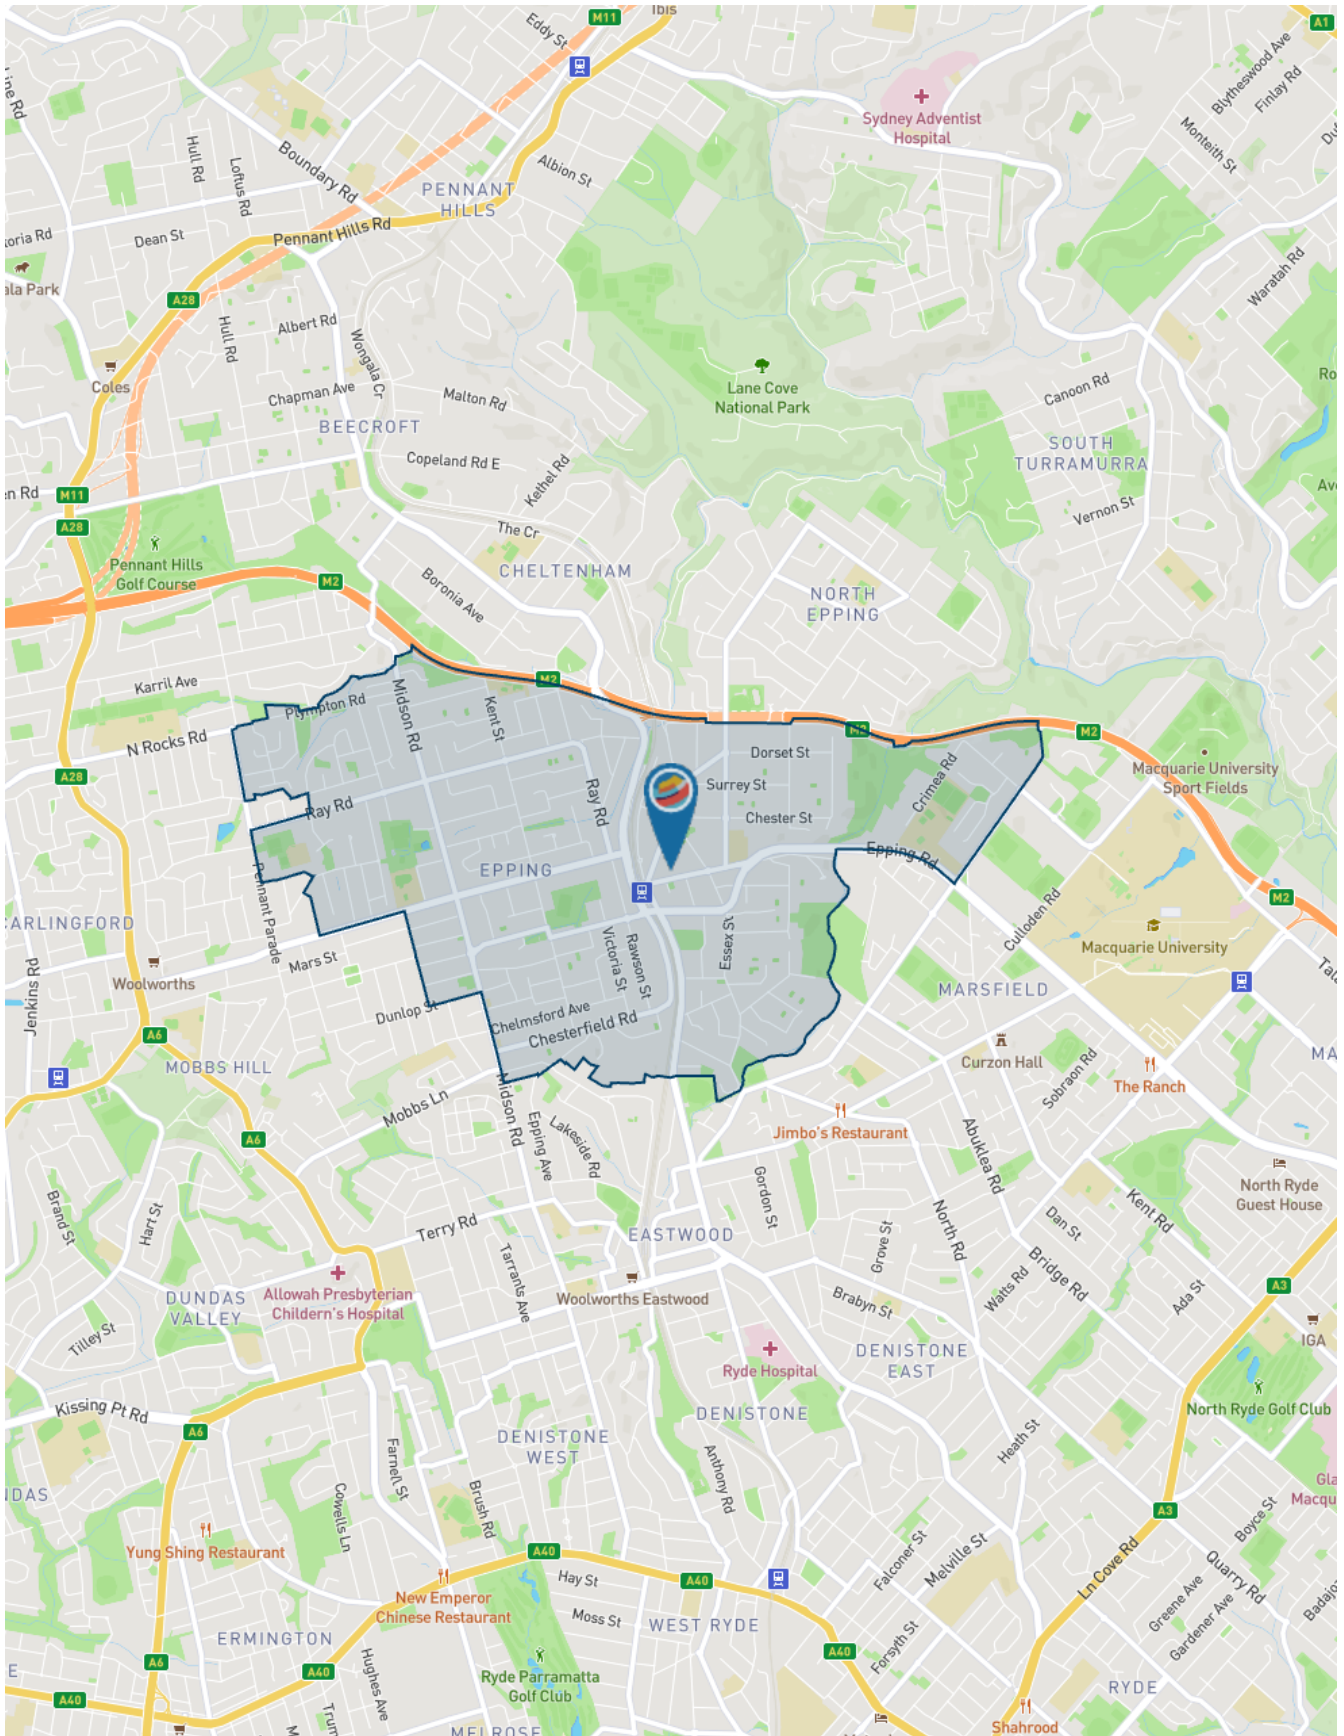 M11
Ibis
A1
Eddy St
Blytheswood Ave
Finlay Rd
Sydney Adventist
Hospital
Monteith St
Hull Rd
Loftus Rd
Boundary Rd
Albion St
PENNANT
HILLS
Pennant Hills Rd
Dean St
Waratah Rd
A28
Albert Rd
Hull Rd
Wongala Cr
Coles
Chapman Ave
Malton Rd
Lane Cove
National Park
Canoon Rd
BEECROFT
SOUTH
TURRAMURRA
Copeland Rd E
Kethel Rd
M11
Vernon St
A28
The Cr
Pennant Hills
Golf Course
CHELTENHAM
M2
Boronia Ave
NORTH
EPPING
M2
Karril Ave
Plympton Rd
Midson Rd
Kent St
M2
M2
N Rocks Rd
Dorset St
Macquarie University
Sport Fields
A28
Surrey St
Crimea Rd
Ray Rd
Ray Rd
Chester St
EPPING
Epping Rd
Pennant Parade
M2
Culloden Rd
Essex St
Macquarie University
Mars St
Victoria St
Rawson St
Woolworths
MARSFIELD
Jenkins Rd
Dunlop St
Chelmsford Ave
Chesterfield Rd
A6
Curzon Hall
MOBBS HILL
Sobraon Rd
The Ranch
Mobbs Ln
Midson Rd
Epping Ave
Lakeside Rd
Jimbo's Restaurant
A6
Abuklea Rd
North Ryde
Guest House
Brand St
Hart St
Gordon St
Kent Rd
Terry Rd
EASTWOOD
Grove St
North Rd
Dan St
Tarrants Ave
Bridge Rd
Allowah Presbyterian
Childern's Hospital
Woolworths Eastwood
Watts Rd
Ada St
A3
DUNDAS
VALLEY
Brabyn St
Tilley St
IGA
Ryde Hospital
DENISTONE
EAST
Kissing Pt Rd
DENISTONE
North Ryde Golf Club
A6
DENISTONE
WEST
Heath St
Farnell St
Anthony Rd
Cowells Ln
Brush Rd
A3
Boyce St
Yung Shing Restaurant
A40
Falconer St
Melville St
Ln Cove Rd
Quarry Rd
New Emperor
Chinese Restaurant
Hay St
A40
Moss St
WEST RYDE
Greene Ave
Gardener Ave
ERMINGTON
Forsyth St
A6
A40
Hughes Ave
Ryde Parramatta
Golf Club
A40
A40
RYDE
MELROSE
Shahrood